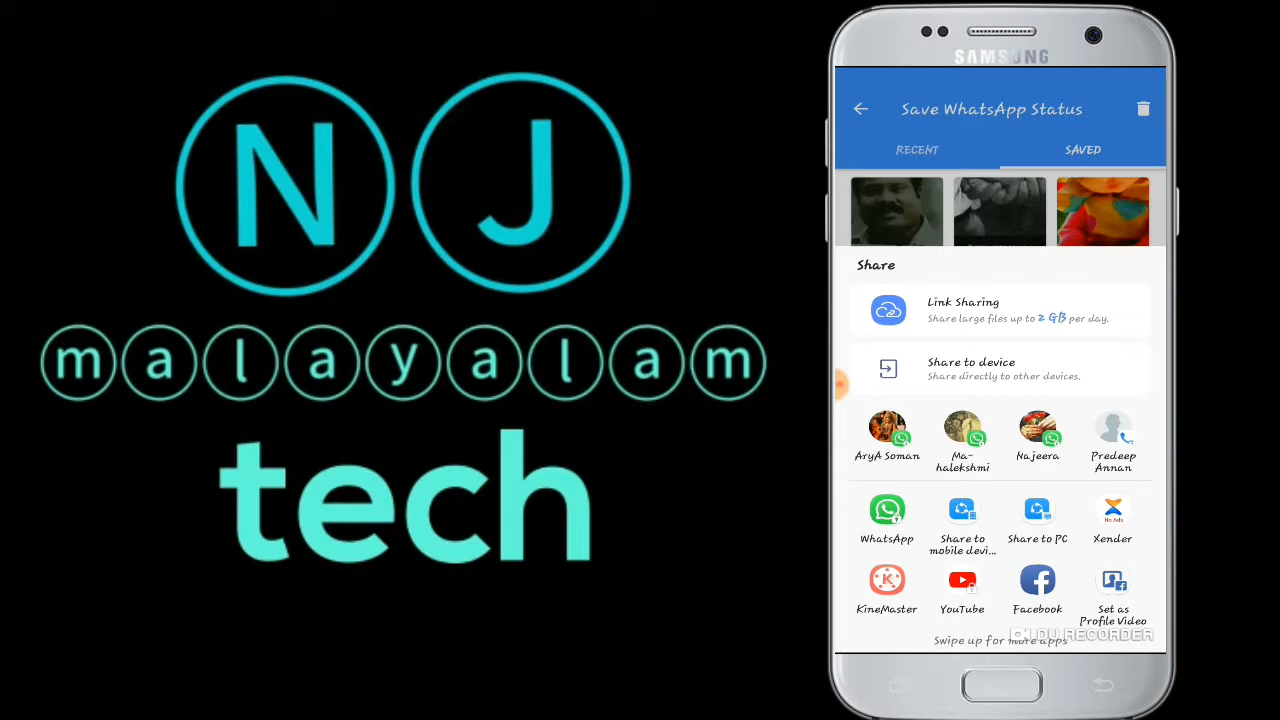 N J
malayalam
tech
SAMSUNG
Save WhatsApp Status
RECENT
SAVED
Share
Link Sharing
Share large files up to 2 GB per day.
Share to device
Share directly to other devices.
AryA Soman
Ma-
halekshmi
Najeera
Predeep
Annan
WhatsApp
Share to
mobile devi...
Share to PC
No Ads
Xender
KineMaster
YouTube
Facebook
Set as
Profile Video
Swipe up for more apps
DU RECORDER